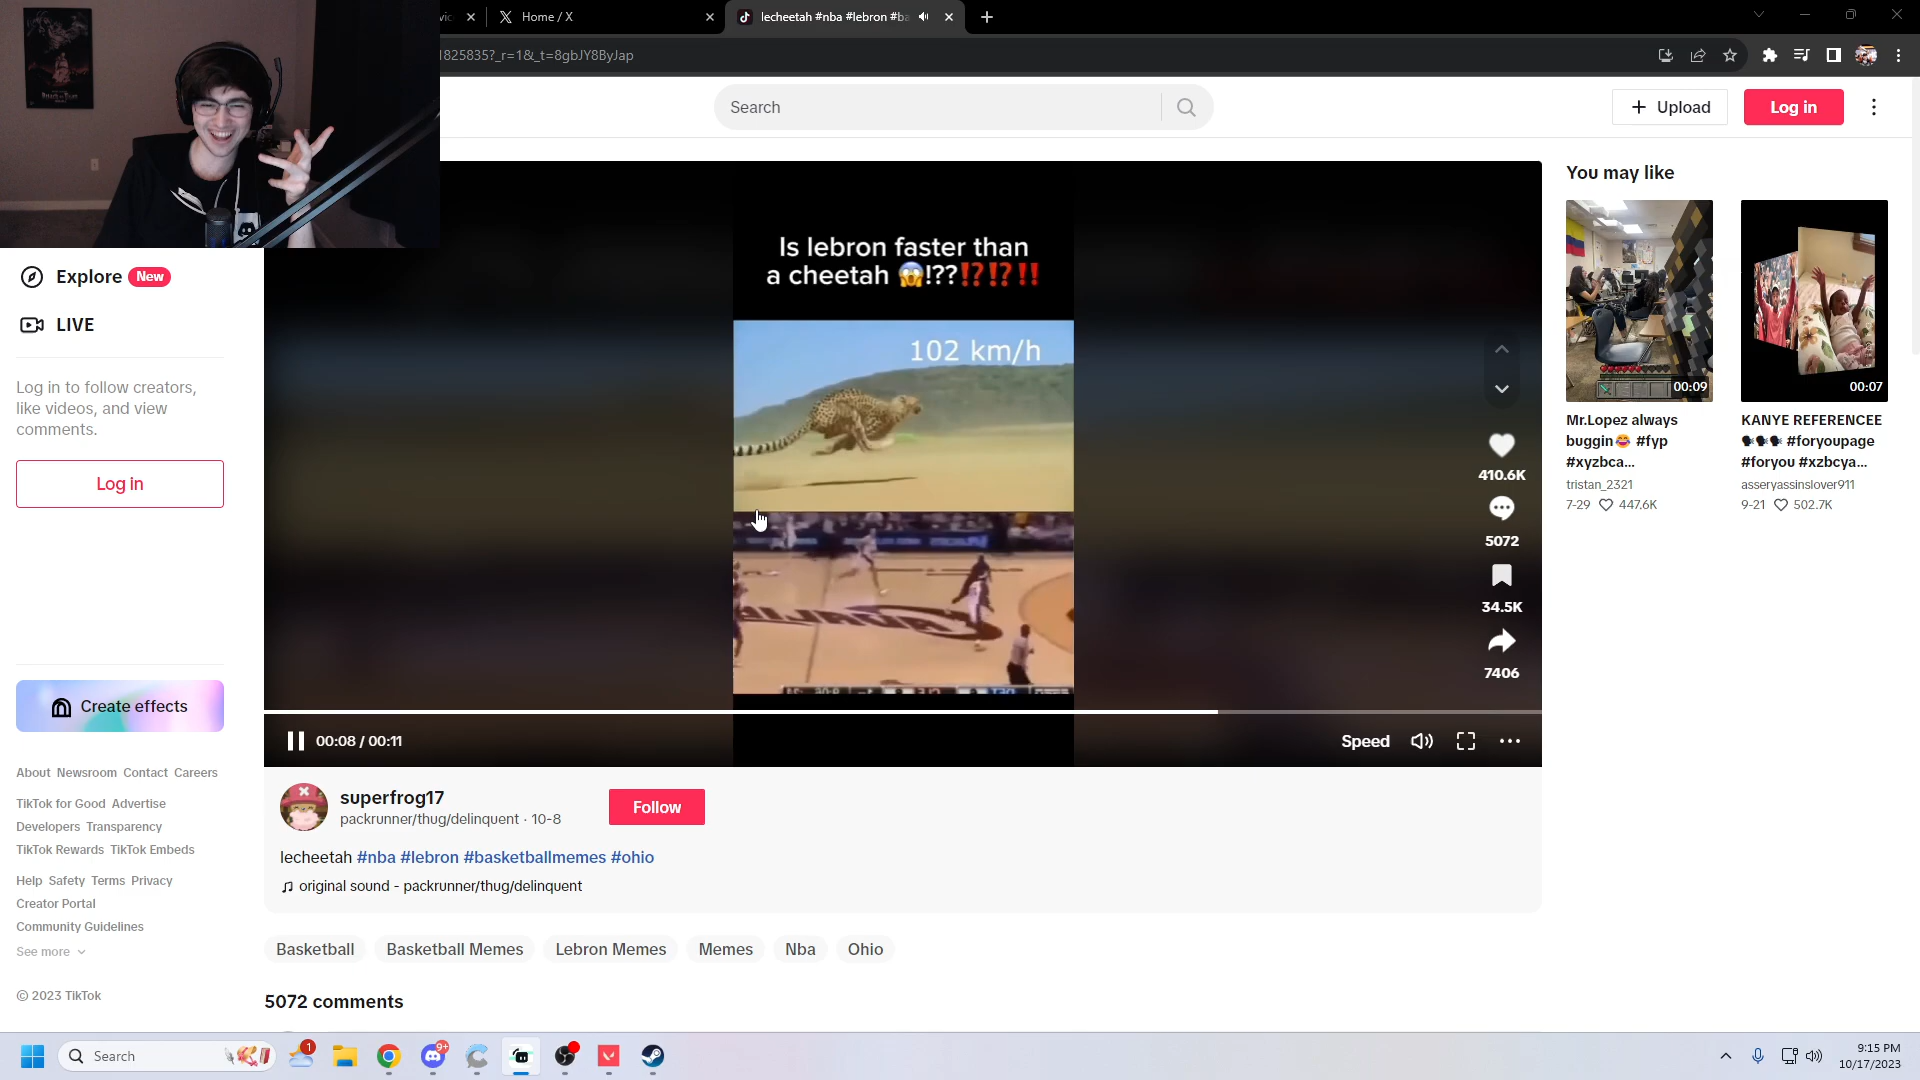 Home / X
lecheetah #nba #lebron #ba
1825835?_r=1&_t=8gbJY8ByJap
Search
Upload
Log in
Explore New
LIVE
Log in to follow creators,
like videos, and view
comments.
Log in
Create effects
About Newsroom Contact Careers
TikTok for Good Advertise
Developers Transparency
TikTok Rewards TikTok Embeds
Help Safety Terms Privacy
Creator Portal
Community Guidelines
See more
© 2023 TikTok
Is lebron faster than
a cheetah 😱!??⁉️⁉️‼️
102 km/h
410.6K
5072
34.5K
7406
00:08 / 00:11
Speed
superfrog17
packrunner/thug/delinquent · 10-8
Follow
lecheetah #nba #lebron #basketballmemes #ohio
♫ original sound - packrunner/thug/delinquent
Basketball Basketball Memes Lebron Memes Memes Nba Ohio
5072 comments
You may like
00:09
Mr.Lopez always
buggin😂 #fyp
#xyzbca...
tristan_2321
7-29 447.6K
00:07
KANYE REFERENCEE
🗣🗣🗣 #foryoupage
#foryou #xzbcya...
asseryassinslover911
9-21 502.7K
Search
1
9+
9:15 PM
10/17/2023